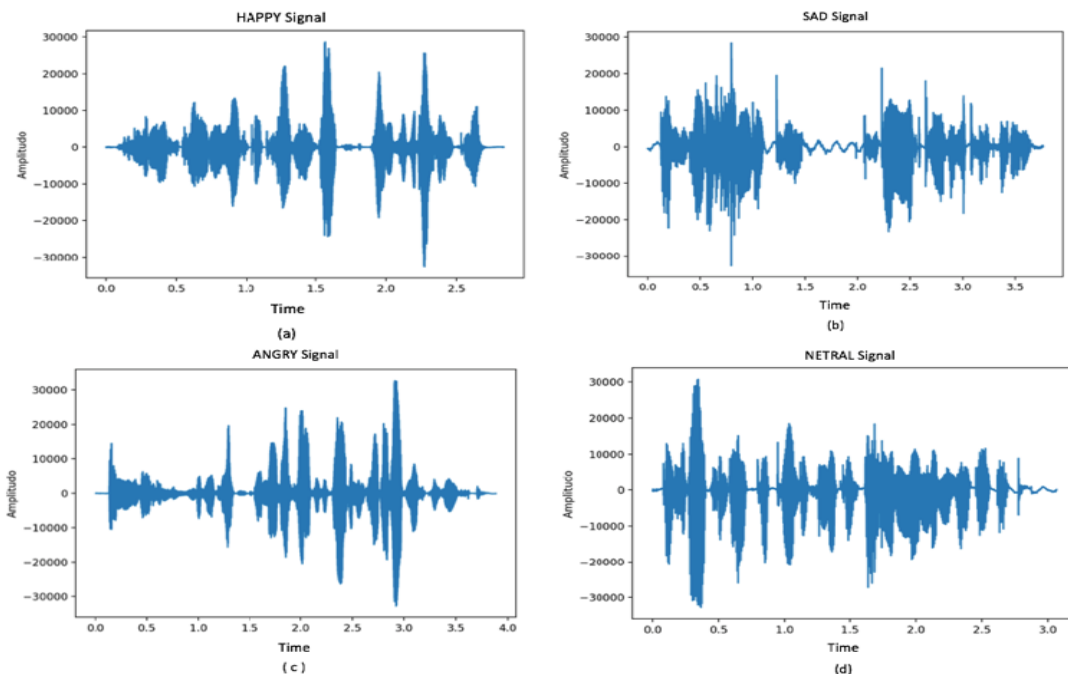 HAPPY Signal
30000
20000
10000
0
−10000
−20000
−30000
Amplitudo
0.0 0.5 1.0 1.5 2.0 2.5
Time
(a)
SAD Signal
30000
20000
10000
0
−10000
−20000
−30000
Amplitudo
0.0 0.5 1.0 1.5 2.0 2.5 3.0 3.5
Time
(b)
ANGRY Signal
30000
20000
10000
0
−10000
−20000
−30000
Amplitudo
0.0 0.5 1.0 1.5 2.0 2.5 3.0 3.5 4.0
Time
( c )
NETRAL Signal
30000
20000
10000
0
−10000
−20000
−30000
Amplitudo
0.0 0.5 1.0 1.5 2.0 2.5 3.0
Time
(d)